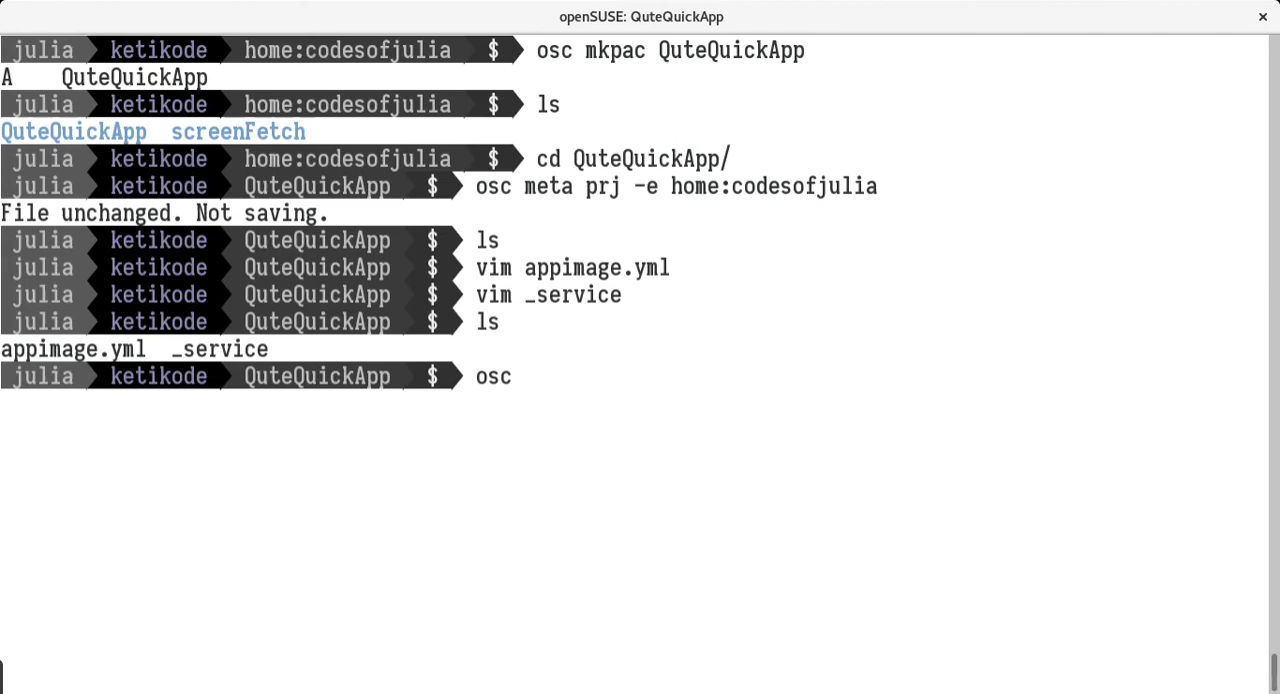 openSUSE: QuteQuickApp ×
julia ketikode home:codesofjulia $ osc mkpac QuteQuickApp
A    QuteQuickApp
julia ketikode home:codesofjulia $ ls
QuteQuickApp  screenFetch
julia ketikode home:codesofjulia $ cd QuteQuickApp/
julia ketikode QuteQuickApp $ osc meta prj -e home:codesofjulia
File unchanged. Not saving.
julia ketikode QuteQuickApp $ ls
julia ketikode QuteQuickApp $ vim appimage.yml
julia ketikode QuteQuickApp $ vim _service
julia ketikode QuteQuickApp $ ls
appimage.yml  _service
julia ketikode QuteQuickApp $ osc